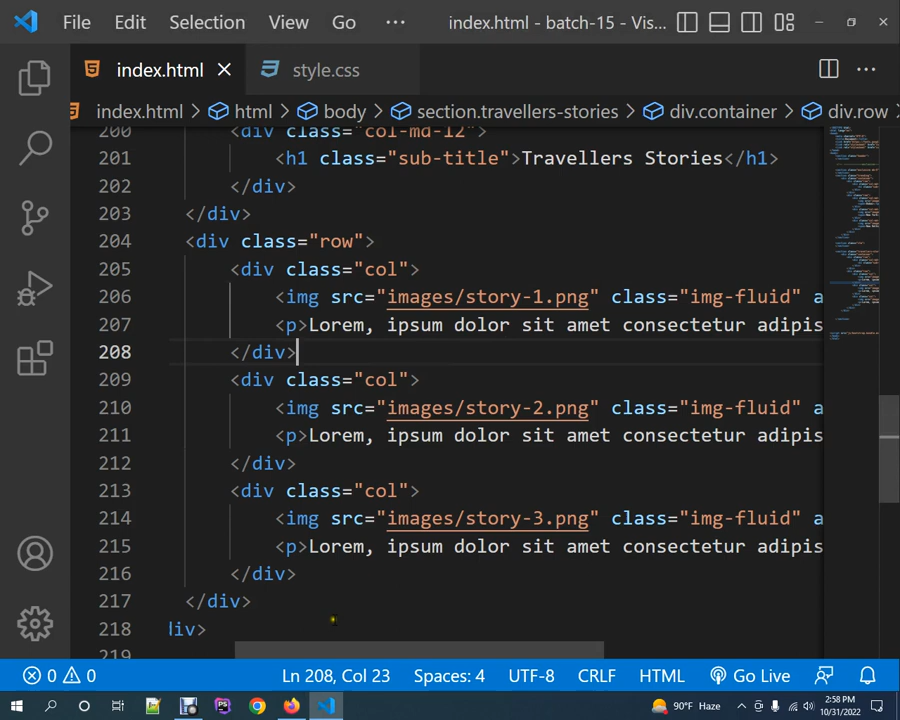 File Edit Selection View Go ··· index.html - batch-15 - Vis...
index.html style.css
index.html > html > body > section.travellers-stories > div.container > div.row
200 <div class="col-md-12">
201 <h1 class="sub-title">Travellers Stories</h1>
202 </div>
203 </div>
204 <div class="row">
205 <div class="col">
206 <img src="images/story-1.png" class="img-fluid" a
207 <p>Lorem, ipsum dolor sit amet consectetur adipis
208 </div>
209 <div class="col">
210 <img src="images/story-2.png" class="img-fluid" a
211 <p>Lorem, ipsum dolor sit amet consectetur adipis
212 </div>
213 <div class="col">
214 <img src="images/story-3.png" class="img-fluid" a
215 <p>Lorem, ipsum dolor sit amet consectetur adipis
216 </div>
217 </div>
218 div>
219
0 0 Ln 208, Col 23 Spaces: 4 UTF-8 CRLF HTML Go Live
PS 90°F Haze 2:58 PM
10/31/2022